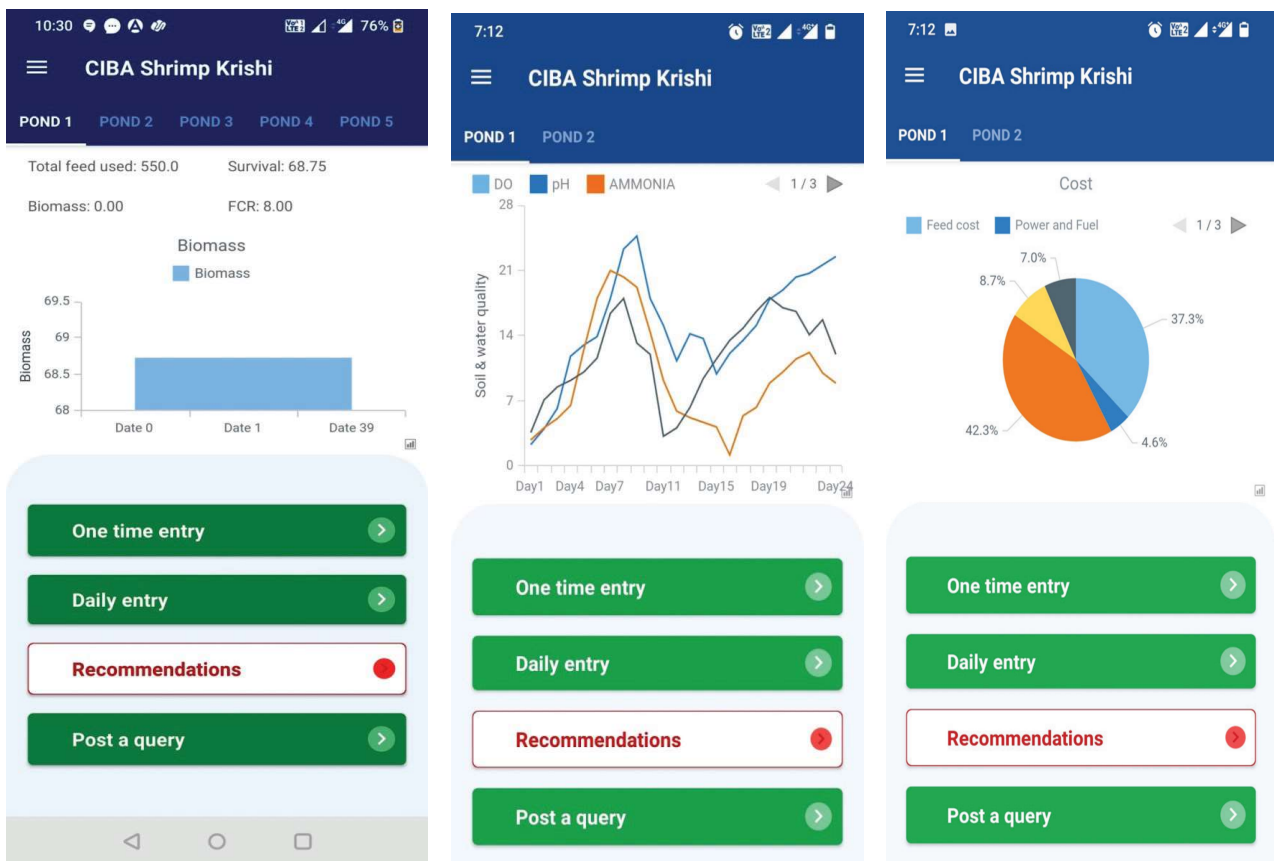 10:30 76%
CIBA Shrimp Krishi
POND 1 POND 2 POND 3 POND 4 POND 5
Total feed used: 550.0 Survival: 68.75
Biomass: 0.00 FCR: 8.00
Biomass
Biomass
69.5
69
68.5
68
Biomass
Date 0 Date 1 Date 39
One time entry
Daily entry
Recommendations
Post a query
7:12
CIBA Shrimp Krishi
POND 1 POND 2
DO pH AMMONIA 1 / 3
28
21
14
7
0
Soil & water quality
Day1 Day4 Day7 Day11 Day15 Day19 Day24
One time entry
Daily entry
Recommendations
Post a query
7:12
CIBA Shrimp Krishi
POND 1 POND 2
Cost
Feed cost Power and Fuel 1 / 3
7.0%
8.7%
37.3%
42.3%
4.6%
One time entry
Daily entry
Recommendations
Post a query